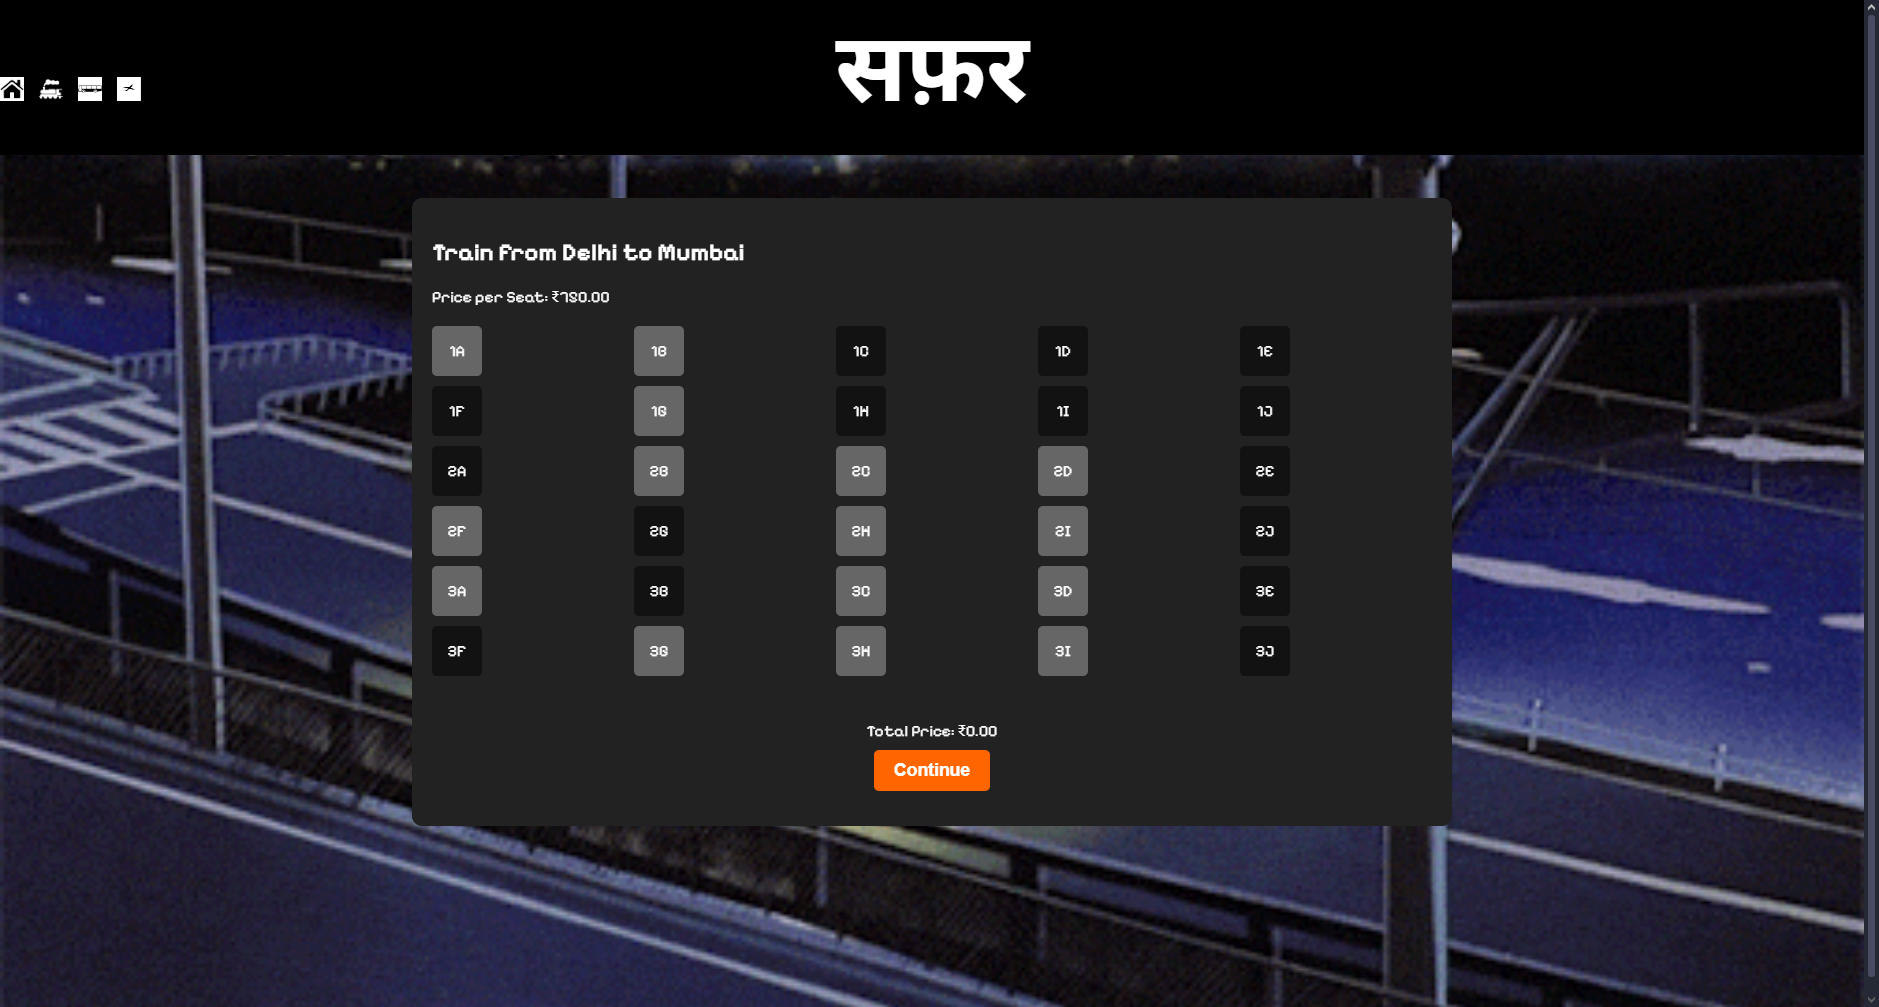 सफ़र
Train from Delhi to Mumbai
Price per Seat: ₹780.00
1A 1B 1C 1D 1E
1F 1G 1H 1I 1J
2A 2B 2C 2D 2E
2F 2G 2H 2I 2J
3A 3B 3C 3D 3E
3F 3G 3H 3I 3J
Total Price: ₹0.00
Continue